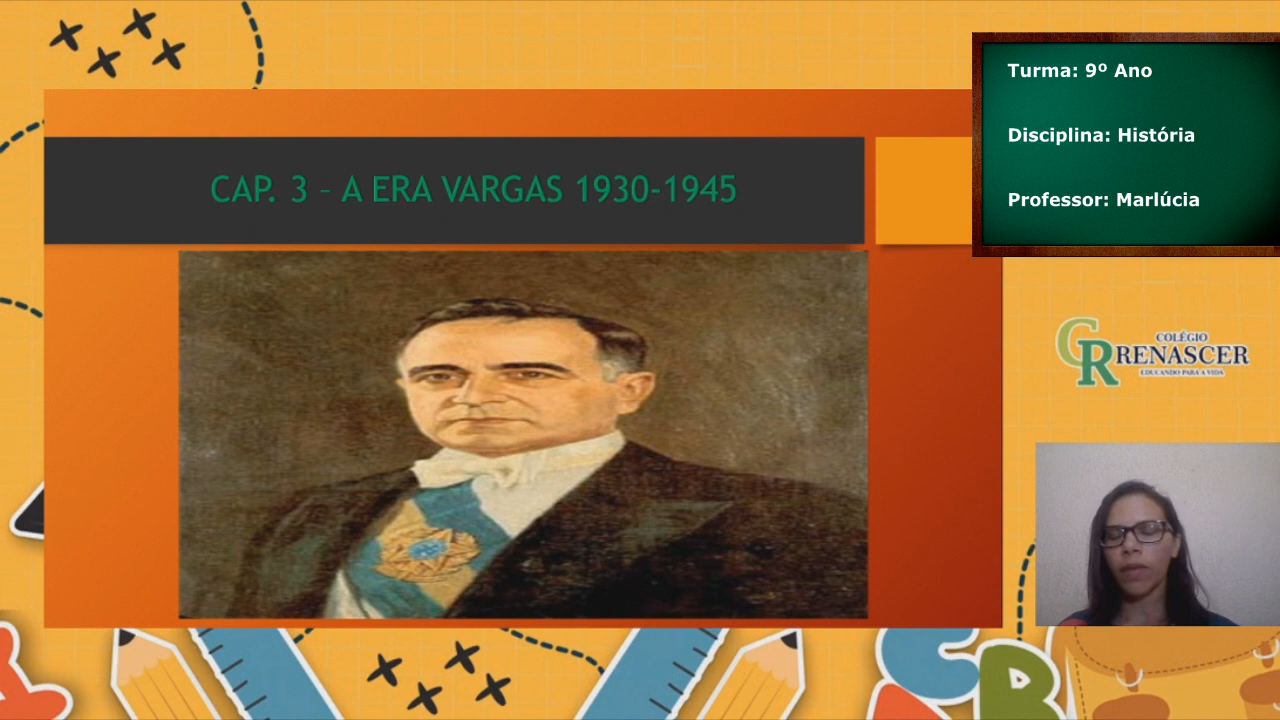 CAP. 3 – A ERA VARGAS 1930-1945
Turma: 9º Ano
Disciplina: História
Professor: Marlúcia
CR
COLÉGIO
RENASCER
EDUCANDO PARA A VIDA